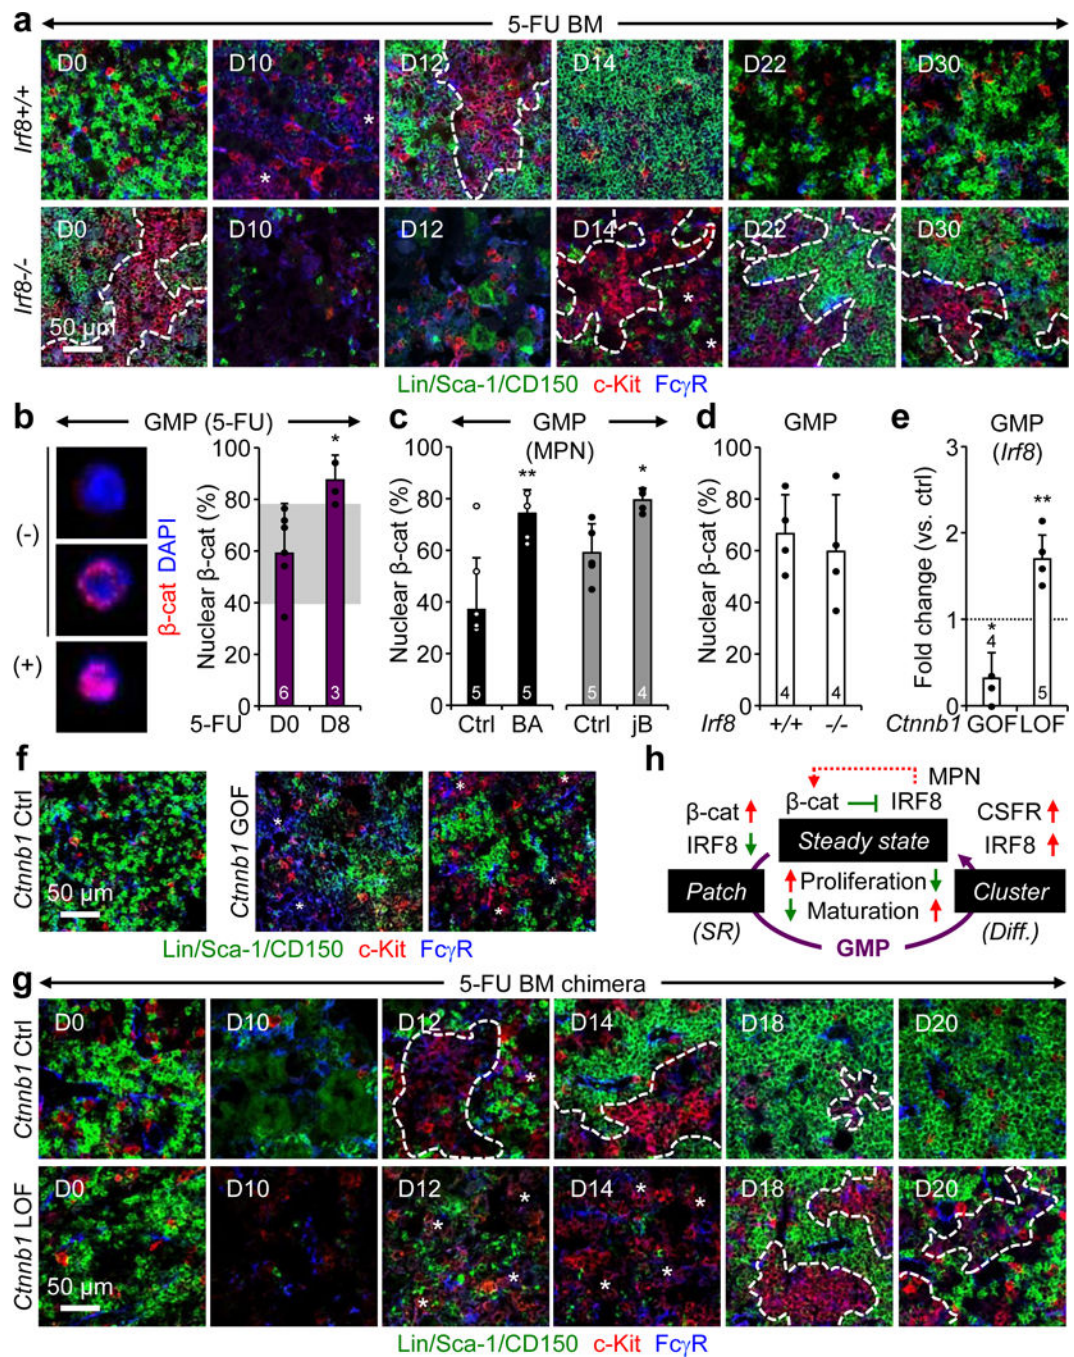 a
5-FU BM
Irf8+/+
D0
D10
D12
D14
D22
D30
*
*
Irf8-/-
D0
D10
D12
D14
D22
D30
*
*
50 µm
Lin/Sca-1/CD150 c-Kit FcγR
b
GMP (5-FU)
(-)
(+)
β-cat DAPI
Nuclear β-cat (%)
100
80
60
40
20
0
*
6
3
5-FU D0 D8
c
GMP
(MPN)
Nuclear β-cat (%)
100
80
60
40
20
0
**
*
5
5
5
4
Ctrl BA Ctrl jB
d
GMP
Nuclear β-cat (%)
100
80
60
40
20
0
4
4
Irf8 +/+ -/-
e
GMP
(Irf8)
Fold change (vs. ctrl)
3
2
1
0
**
*
4
5
Ctnnb1 GOF LOF
f
Ctnnb1 Ctrl
50 µm
Ctnnb1 GOF
*
*
*
*
*
*
*
Lin/Sca-1/CD150 c-Kit FcγR
h
MPN
β-cat IRF8
β-cat
IRF8
Steady state
CSFR
IRF8
Patch
Proliferation
Maturation
Cluster
(SR)
GMP
(Diff.)
g
5-FU BM chimera
Ctnnb1 Ctrl
D0
D10
D12
D14
D18
D20
*
Ctnnb1 LOF
D0
D10
D12
D14
D18
D20
*
*
*
*
*
*
*
*
50 µm
Lin/Sca-1/CD150 c-Kit FcγR